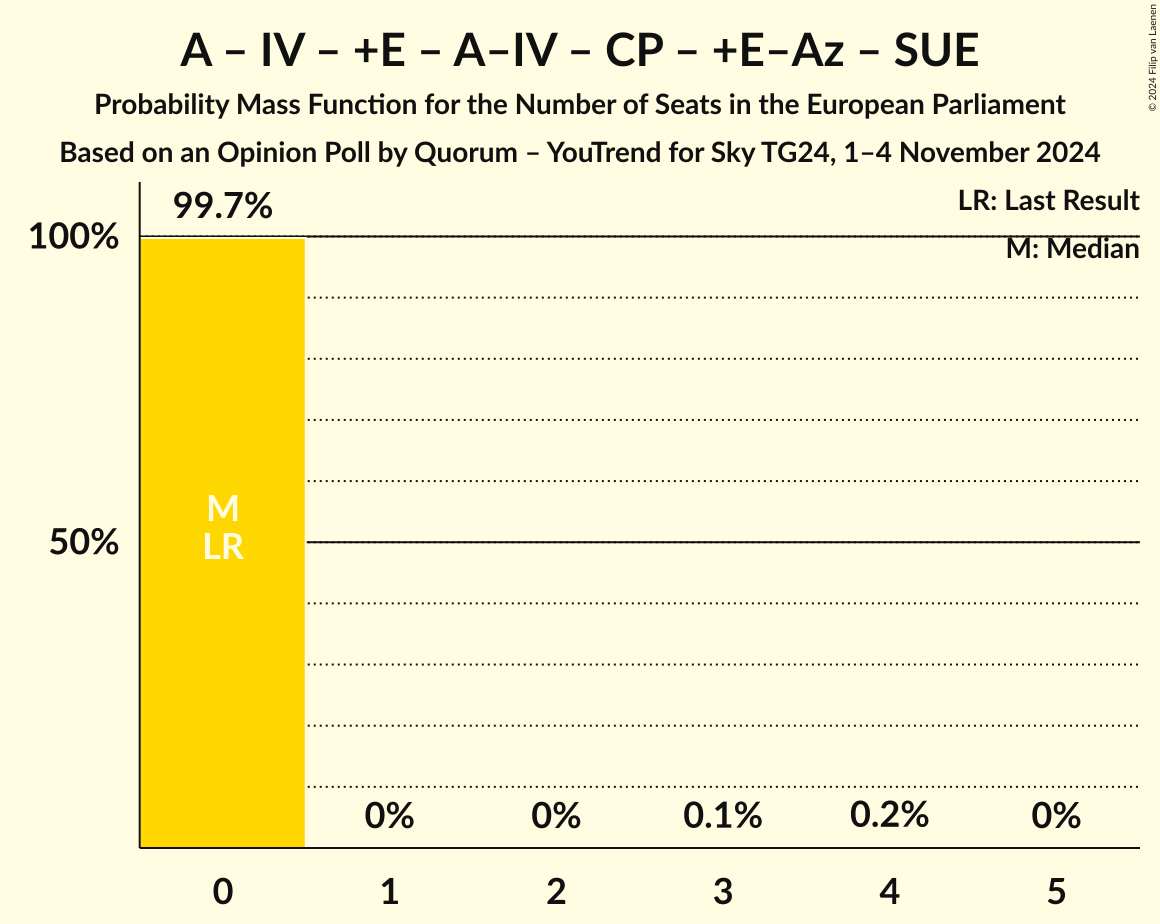 A – IV – +E – A–IV – CP – +E–Az – SUE
Probability Mass Function for the Number of Seats in the European Parliament
Based on an Opinion Poll by Quorum – YouTrend for Sky TG24, 1–4 November 2024
© 2024 Filip van Laenen
LR: Last Result
M: Median
99.7%
100%
50%
M
LR
0%
0%
0.1%
0.2%
0%
0
1
2
3
4
5